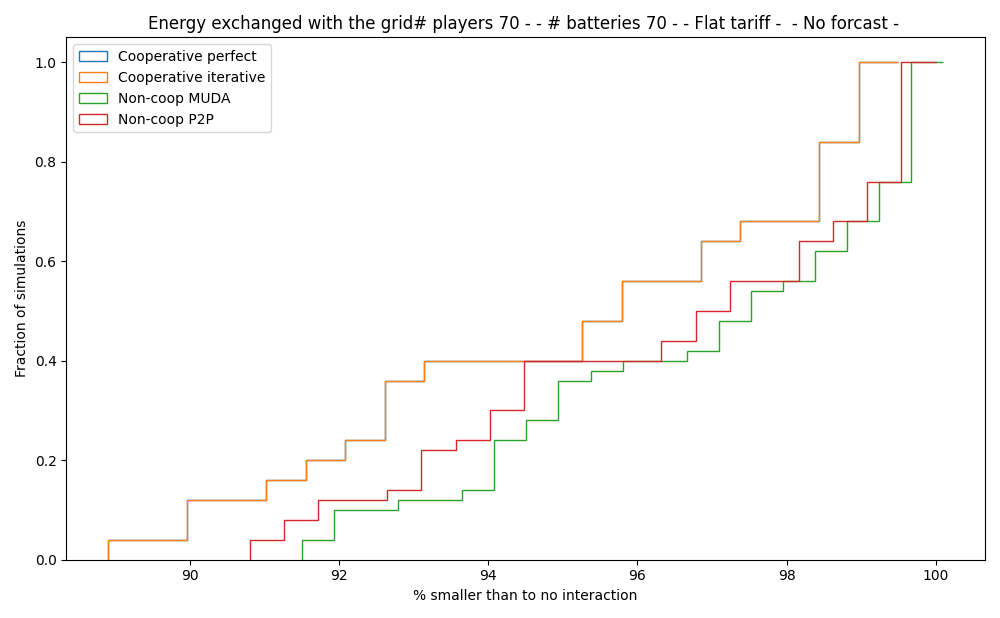 Energy exchanged with the grid# players 70 - - # batteries 70 - - Flat tariff -  - No forcast -
Cooperative perfect
Cooperative iterative
Non-coop MUDA
Non-coop P2P
Fraction of simulations
1.0
0.8
0.6
0.4
0.2
0.0
90 92 94 96 98 100
% smaller than to no interaction